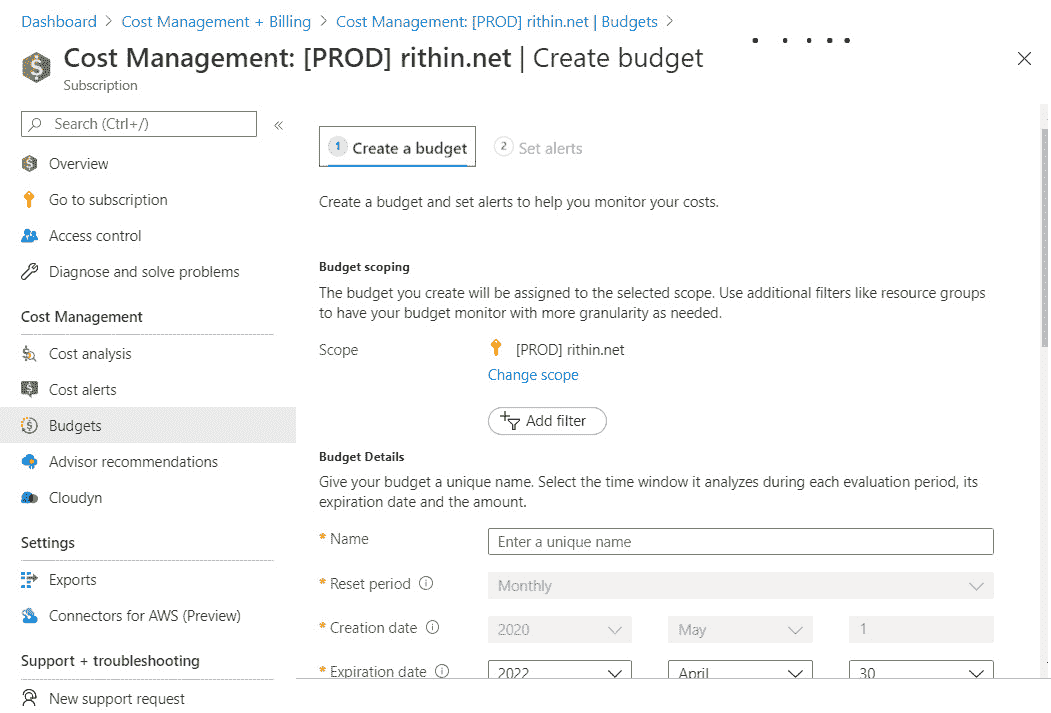 Dashboard > Cost Management + Billing > Cost Management: [PROD] rithin.net | Budgets >
Cost Management: [PROD] rithin.net | Create budget
Subscription
Search (Ctrl+/)
Overview
Go to subscription
Access control
Diagnose and solve problems
Cost Management
Cost analysis
Cost alerts
Budgets
Advisor recommendations
Cloudyn
Settings
Exports
Connectors for AWS (Preview)
Support + troubleshooting
New support request
1 Create a budget
2 Set alerts
Create a budget and set alerts to help you monitor your costs.
Budget scoping
The budget you create will be assigned to the selected scope. Use additional filters like resource groups
to have your budget monitor with more granularity as needed.
Scope
[PROD] rithin.net
Change scope
Add filter
Budget Details
Give your budget a unique name. Select the time window it analyzes during each evaluation period, its
expiration date and the amount.
* Name
Enter a unique name
* Reset period
Monthly
* Creation date
2020 May 1
* Expiration date
2022 April 30